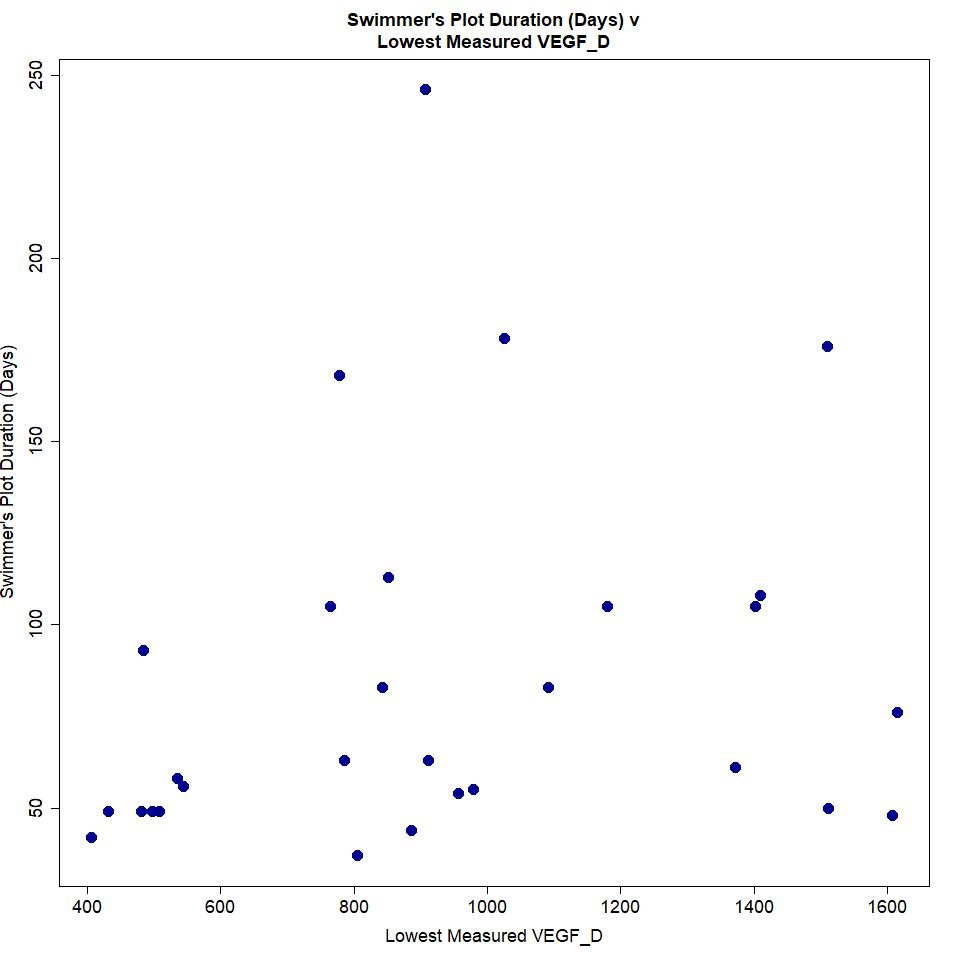 Swimmer's Plot Duration (Days) v
Lowest Measured VEGF_D
Swimmer's Plot Duration (Days)
250
200
150
100
50
400 600 800 1000 1200 1400 1600
Lowest Measured VEGF_D